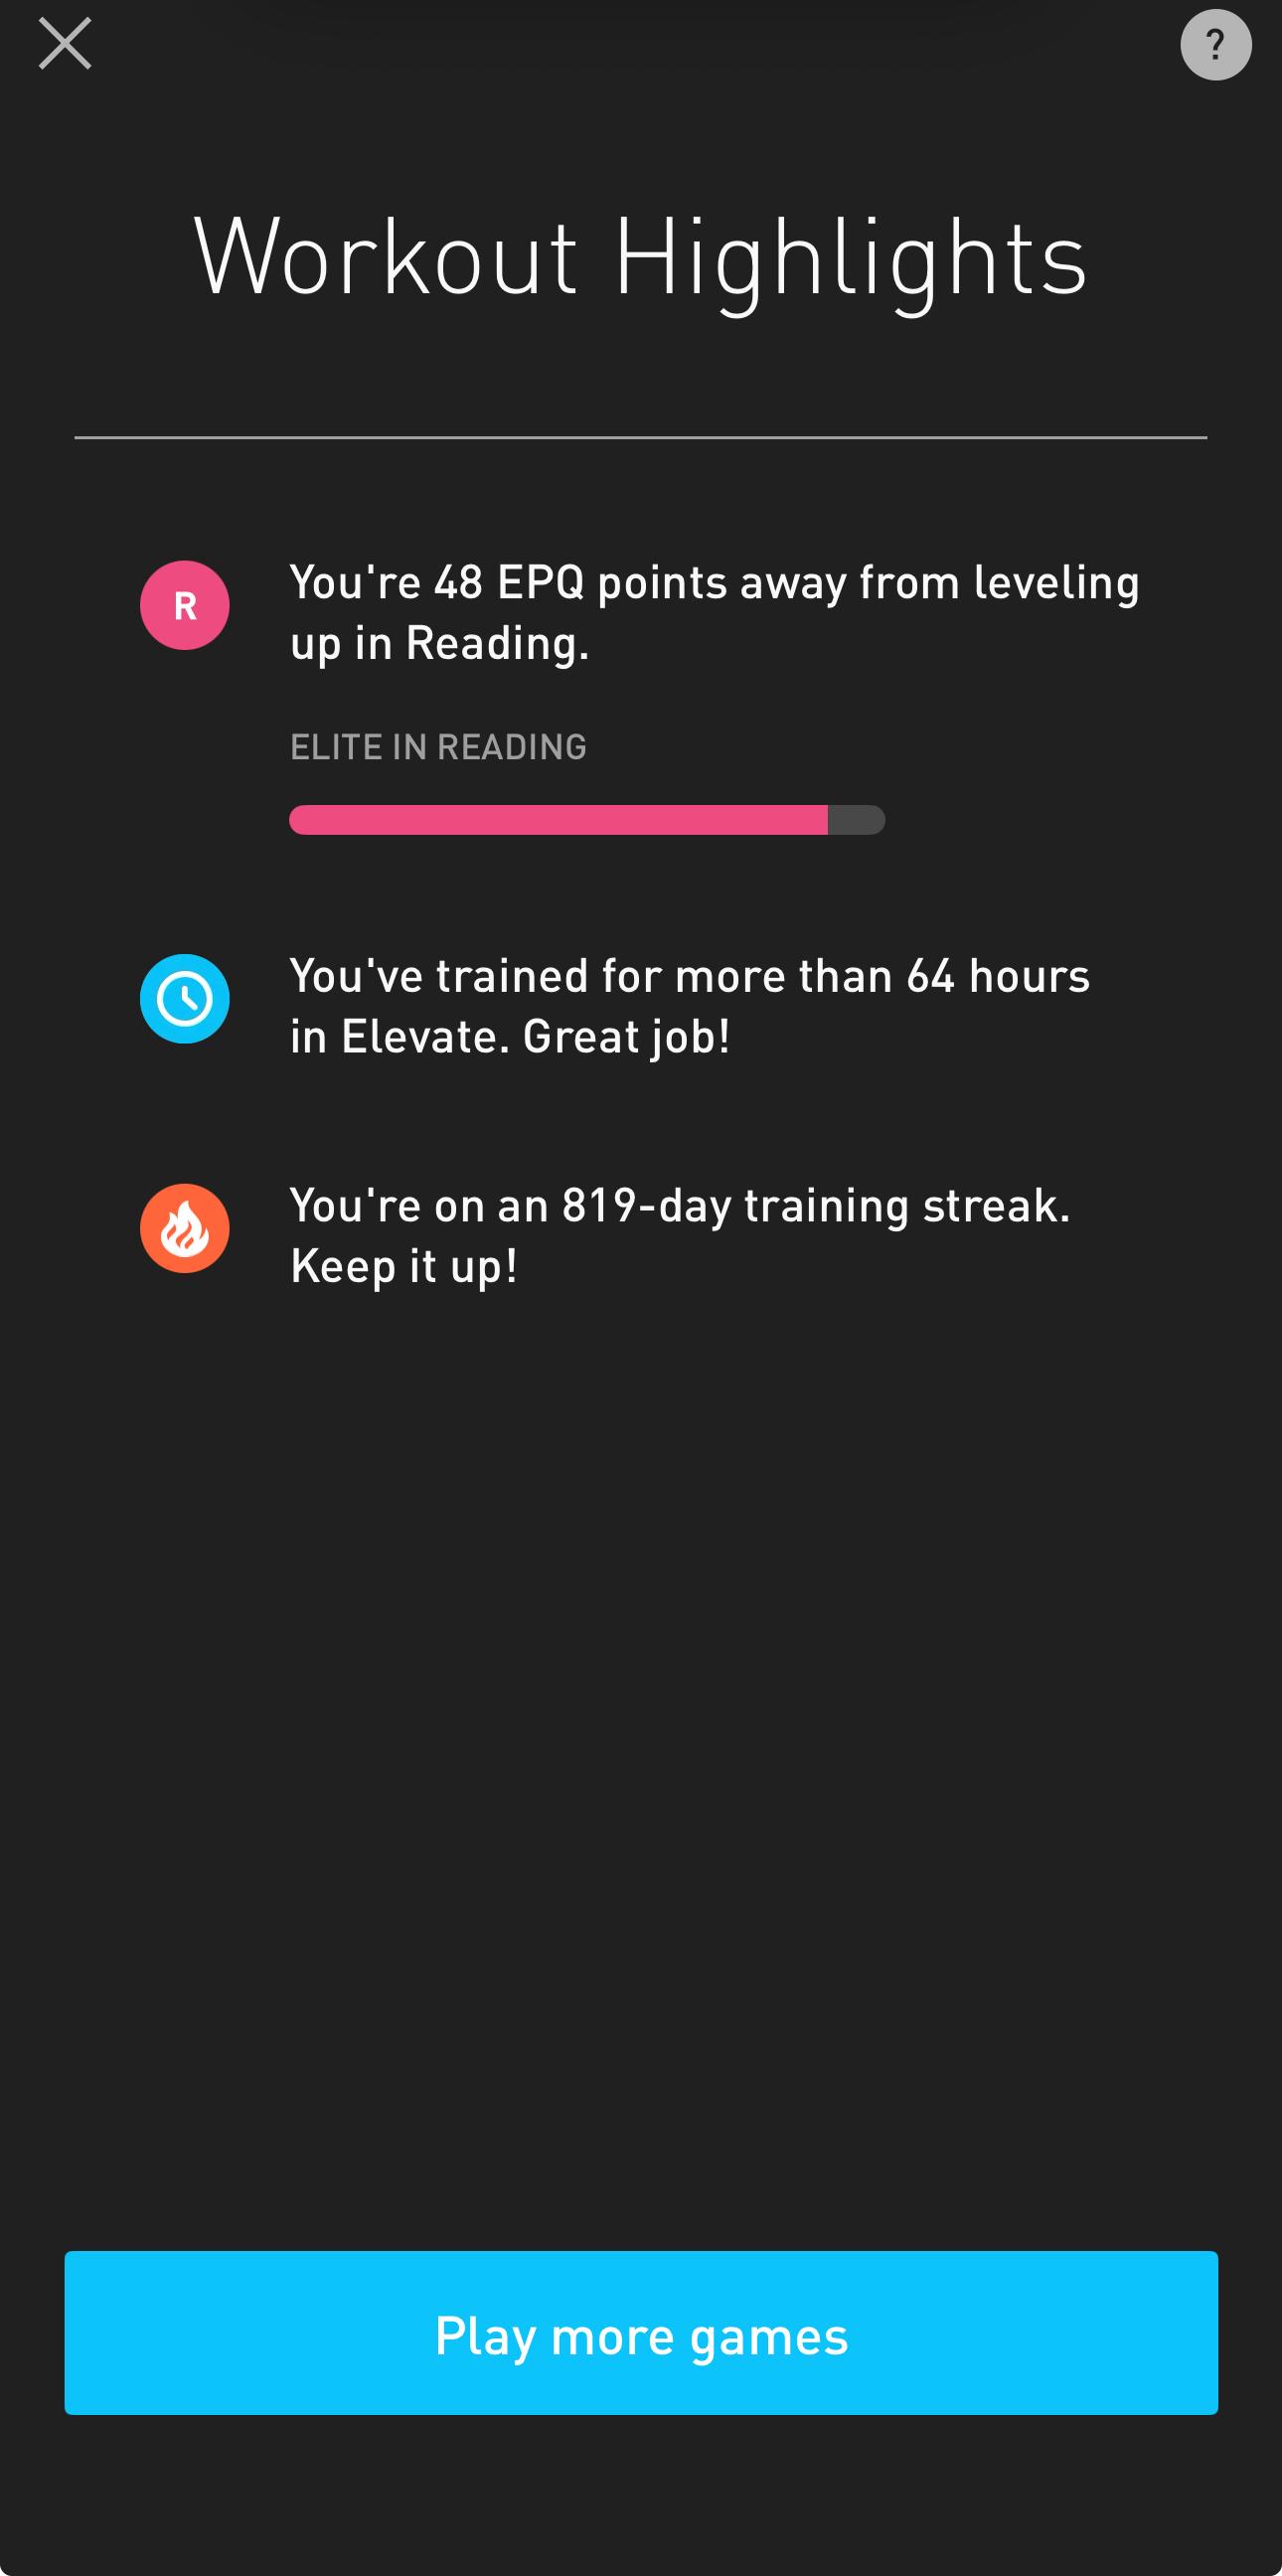 ?
Workout Highlights
R
You're 48 EPQ points away from leveling
up in Reading.
ELITE IN READING
You've trained for more than 64 hours
in Elevate. Great job!
You're on an 819-day training streak.
Keep it up!
Play more games